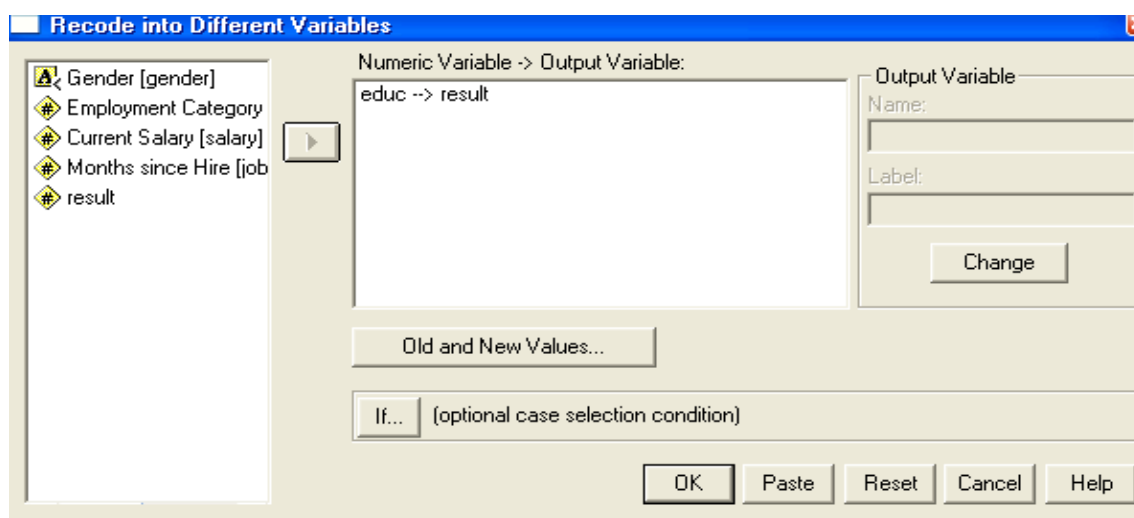 Recode into Different Variables
Gender [gender]
Employment Category
Current Salary [salary]
Months since Hire [job
result
Numeric Variable -> Output Variable:
educ --> result
Output Variable
Name:
Label:
Change
Old and New Values...
If... (optional case selection condition)
OK Paste Reset Cancel Help